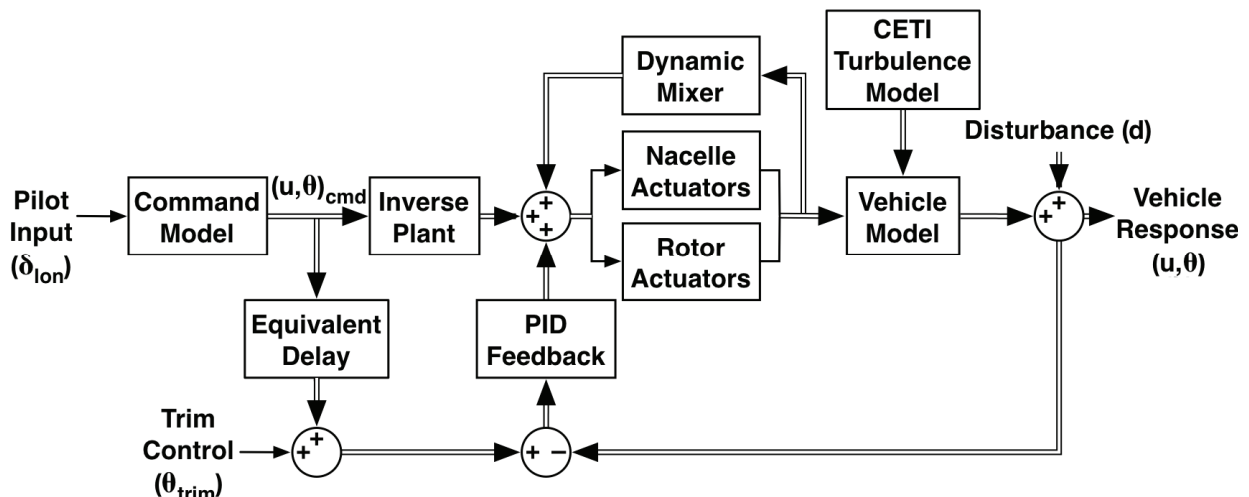 CETI
Turbulence
Model
Dynamic
Mixer
Disturbance (d)
Nacelle
Actuators
Pilot
Input
(δlon)
Command
Model
(u,θ)cmd
Inverse
Plant
+
+
+
Rotor
Actuators
Vehicle
Model
+
+
Vehicle
Response
(u,θ)
Equivalent
Delay
PID
Feedback
Trim
Control
(θtrim)
+
+
+ −